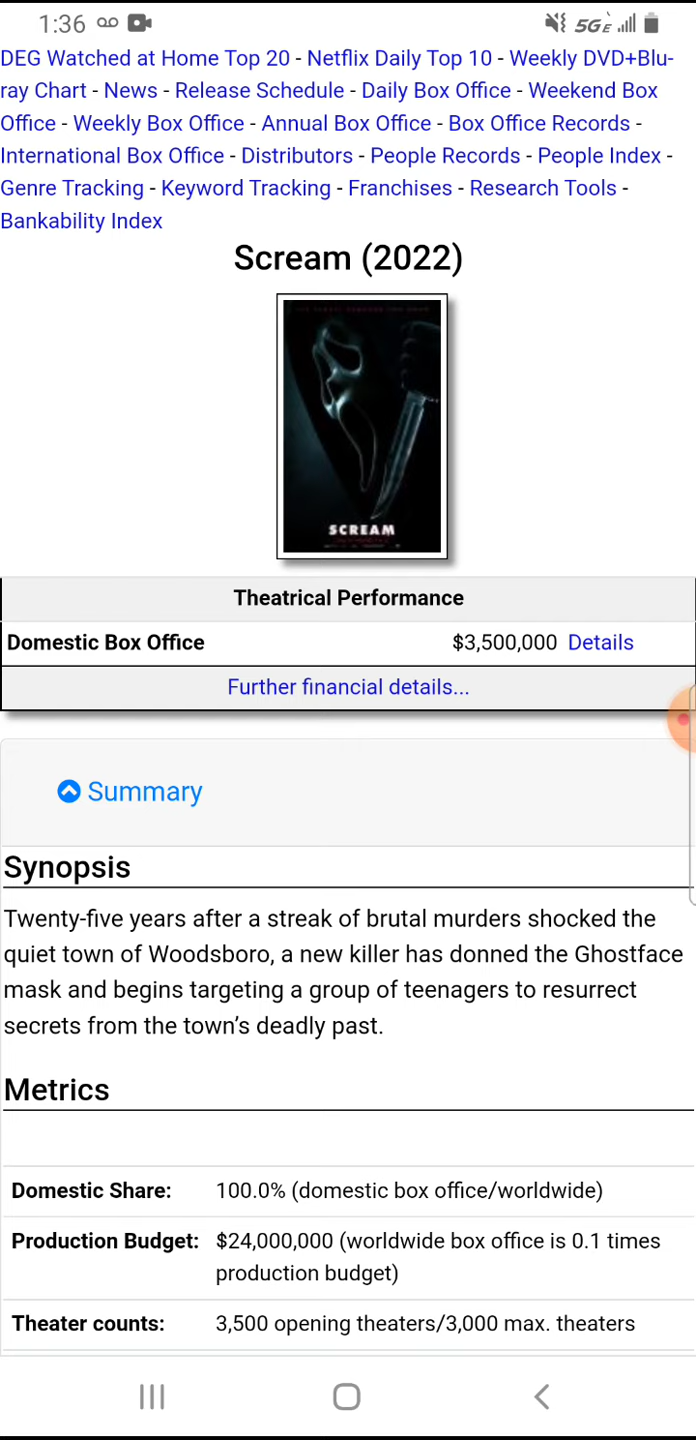 1:36
5GE
DEG Watched at Home Top 20 - Netflix Daily Top 10 - Weekly DVD+Blu-
ray Chart - News - Release Schedule - Daily Box Office - Weekend Box
Office - Weekly Box Office - Annual Box Office - Box Office Records -
International Box Office - Distributors - People Records - People Index -
Genre Tracking - Keyword Tracking - Franchises - Research Tools -
Bankability Index
Scream (2022)
SCREAM
Theatrical Performance
Domestic Box Office $3,500,000 Details
Further financial details...
Summary
Synopsis
Twenty-five years after a streak of brutal murders shocked the
quiet town of Woodsboro, a new killer has donned the Ghostface
mask and begins targeting a group of teenagers to resurrect
secrets from the town’s deadly past.
Metrics
Domestic Share: 100.0% (domestic box office/worldwide)
Production Budget: $24,000,000 (worldwide box office is 0.1 times
production budget)
Theater counts: 3,500 opening theaters/3,000 max. theaters